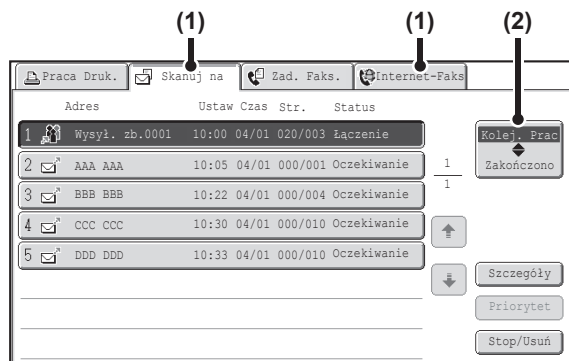 (1) (1) (2)
Praca Druk. Skanuj na Zad. Faks. Internet-Faks
Adres Ustaw Czas Str. Status
1 Wysył. zb.0001 10:00 04/01 020/003 Łączenie
2 AAA AAA 10:05 04/01 000/001 Oczekiwanie
3 BBB BBB 10:22 04/01 000/004 Oczekiwanie
4 CCC CCC 10:30 04/01 000/010 Oczekiwanie
5 DDD DDD 10:33 04/01 000/010 Oczekiwanie
1
1
Kolej. Prac
Zakończono
Szczegóły
Priorytet
Stop/Usuń